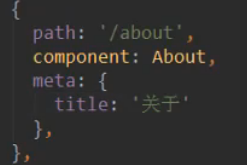 {
path: '/about',
component: About,
meta: {
title: '关于'
},
},